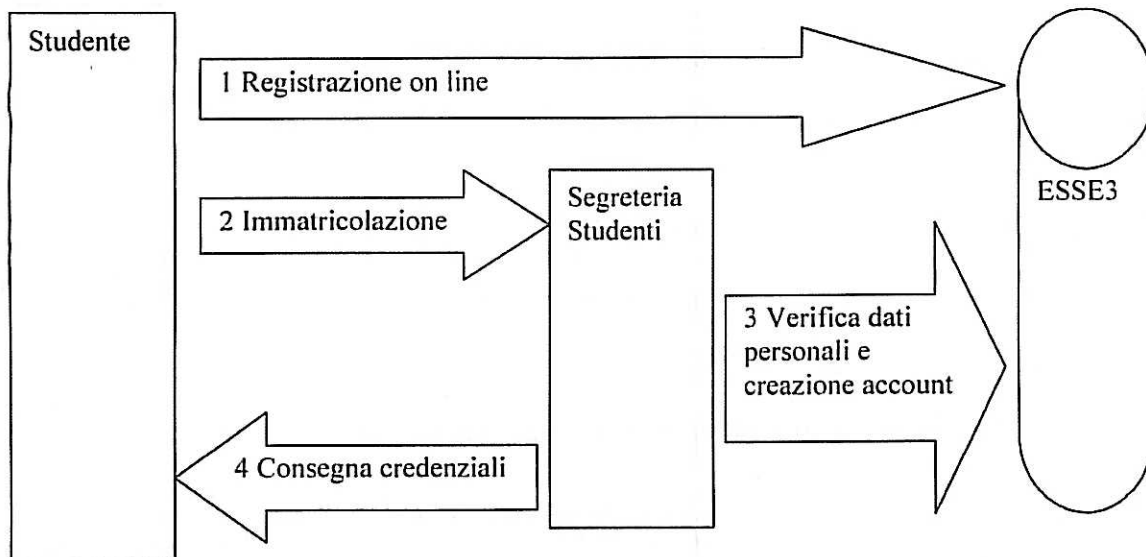 Studente
1 Registrazione on line
ESSE3
2 Immatricolazione
Segreteria
Studenti
3 Verifica dati
personali e
creazione account
4 Consegna credenziali